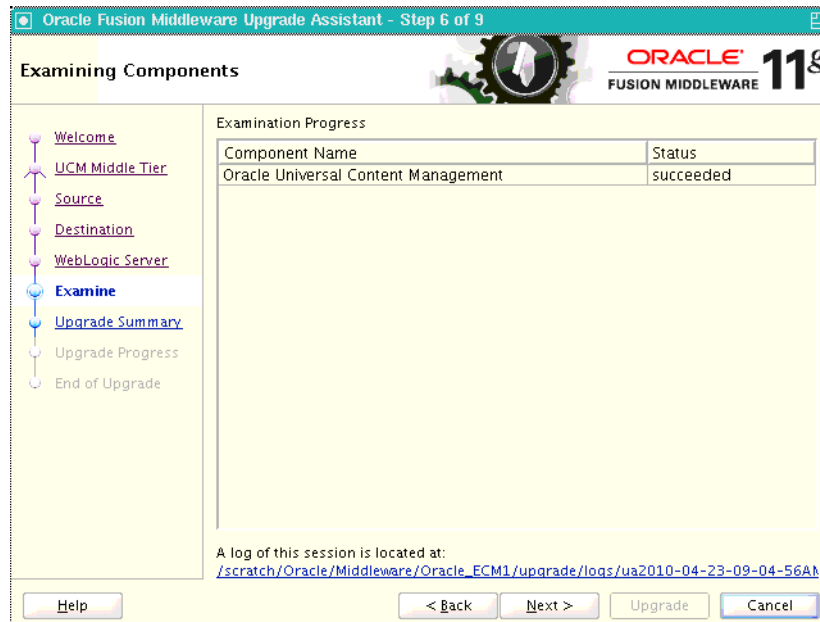 Oracle Fusion Middleware Upgrade Assistant - Step 6 of 9
Examining Components
ORACLE
FUSION MIDDLEWARE
11g
Welcome
UCM Middle Tier
Source
Destination
WebLogic Server
Examine
Upgrade Summary
Upgrade Progress
End of Upgrade
Examination Progress
Component Name Status
Oracle Universal Content Management succeeded
A log of this session is located at:
/scratch/Oracle/Middleware/Oracle_ECM1/upgrade/logs/ua2010-04-23-09-04-56AM
Help < Back Next > Upgrade Cancel